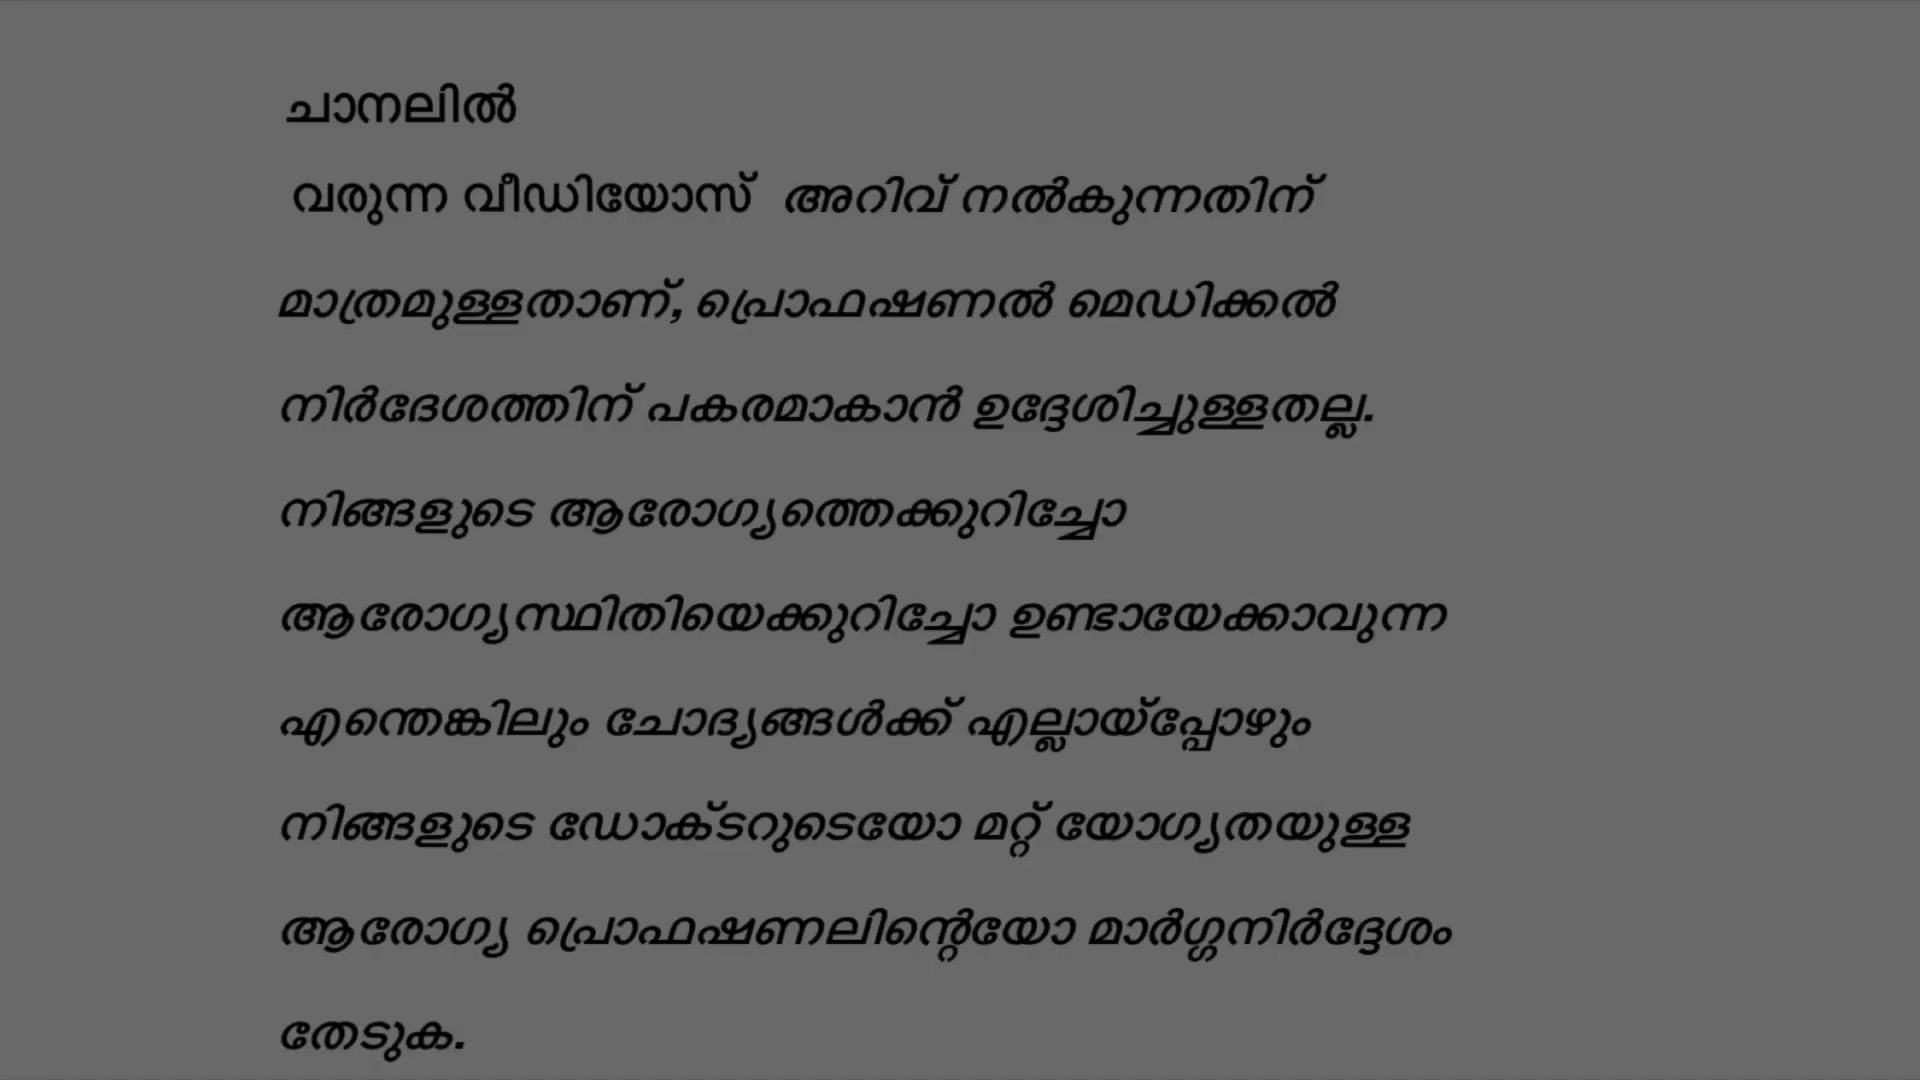 ചാനലിൽ
വരുന്ന വീഡിയോസ് അറിവ് നൽകുന്നതിന്
മാത്രമുള്ളതാണ്, പ്രൊഫഷണൽ മെഡിക്കൽ
നിർദേശത്തിന് പകരമാകാൻ ഉദ്ദേശിച്ചുള്ളതല്ല.
നിങ്ങളുടെ ആരോഗ്യത്തെക്കുറിച്ചോ
ആരോഗ്യസ്ഥിതിയെക്കുറിച്ചോ ഉണ്ടായേക്കാവുന്ന
എന്തെങ്കിലും ചോദ്യങ്ങൾക്ക് എല്ലായ്പ്പോഴും
നിങ്ങളുടെ ഡോക്ടറുടെയോ മറ്റ് യോഗ്യതയുള്ള
ആരോഗ്യ പ്രൊഫഷണലിന്റെയോ മാർഗ്ഗനിർദ്ദേശം
തേടുക.